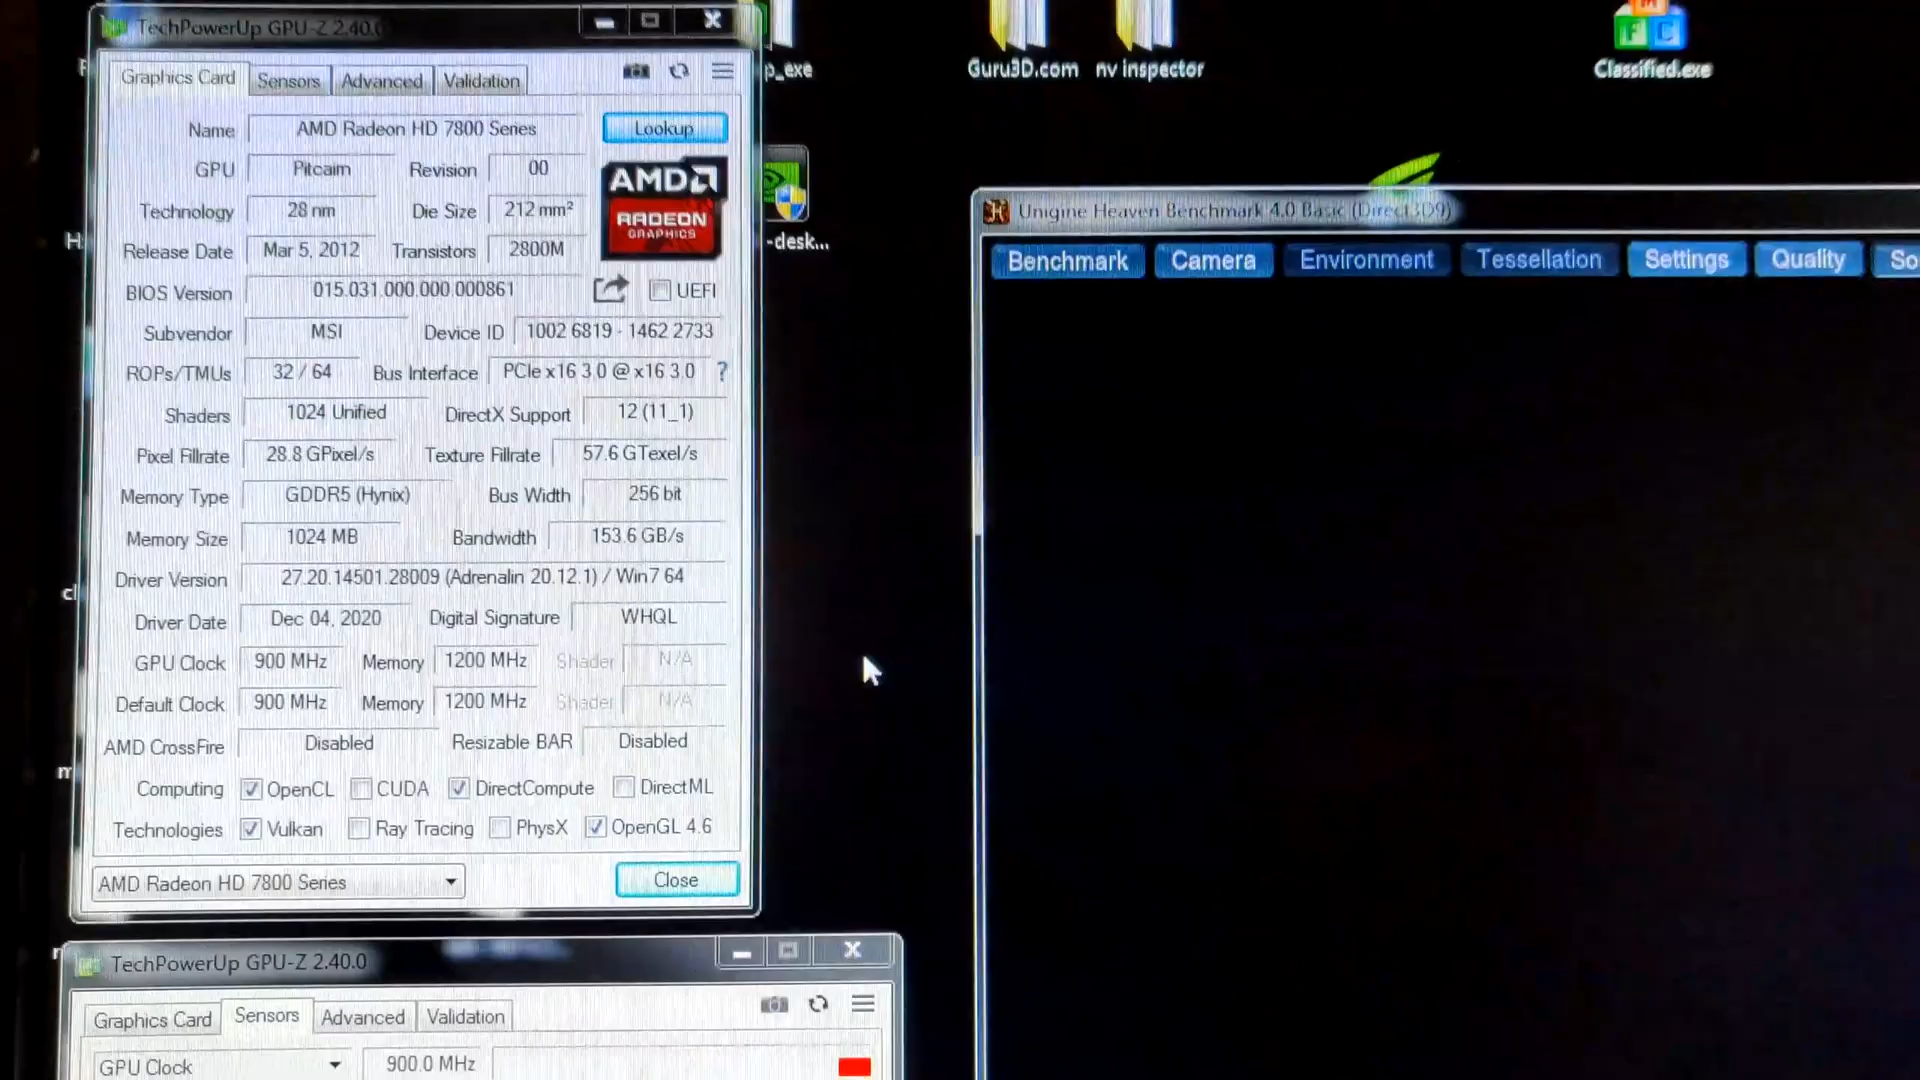 TechPowerUp GPU-Z 2.40.0
Graphics Card Sensors Advanced Validation
Name AMD Radeon HD 7800 Series Lookup
GPU Pitcairn Revision 00
Technology 28 nm Die Size 212 mm²
Release Date Mar 5, 2012 Transistors 2800M
BIOS Version 015.031.000.000.000861 UEFI
Subvendor MSI Device ID 1002 6819 - 1462 2733
ROPs/TMUs 32 / 64 Bus Interface PCIe x16 3.0 @ x16 3.0 ?
Shaders 1024 Unified DirectX Support 12 (11_1)
Pixel Fillrate 28.8 GPixel/s Texture Fillrate 57.6 GTexel/s
Memory Type GDDR5 (Hynix) Bus Width 256 bit
Memory Size 1024 MB Bandwidth 153.6 GB/s
Driver Version 27.20.14501.28009 (Adrenalin 20.12.1) / Win7 64
Driver Date Dec 04, 2020 Digital Signature WHQL
GPU Clock 900 MHz Memory 1200 MHz Shader N/A
Default Clock 900 MHz Memory 1200 MHz Shader N/A
AMD CrossFire Disabled Resizable BAR Disabled
Computing OpenCL CUDA DirectCompute DirectML
Technologies Vulkan Ray Tracing PhysX OpenGL 4.6
AMD Radeon HD 7800 Series Close
AMD
RADEON
GRAPHICS
TechPowerUp GPU-Z 2.40.0
Graphics Card Sensors Advanced Validation
GPU Clock 900.0 MHz
p_exe
Guru3D.com
nv inspector
Classified.exe
-desk...
Unigine Heaven Benchmark 4.0 Basic (Direct3D9)
Benchmark Camera Environment Tessellation Settings Quality So